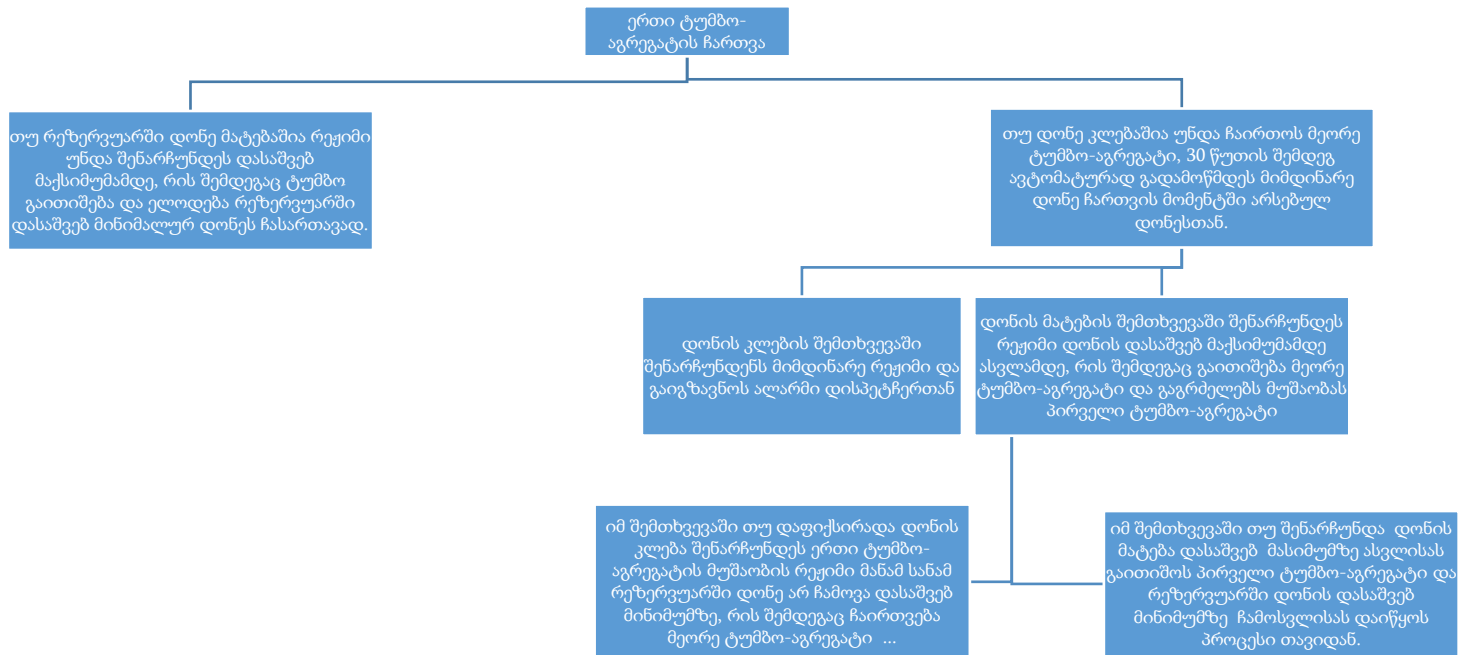 ერთი ტუმბო-
აგრეგატის ჩართვა
თუ რეზერვუარში დონე მატებაშია რეჟიმი
უნდა შენარჩუნდეს დასაშვებ
მაქსიმუმამდე, რის შემდეგაც ტუმბო
გაითიშება და ელოდება რეზერვუარში
დასაშვებ მინიმალურ დონეს ჩასართავად.
თუ დონე კლებაშია უნდა ჩაირთოს მეორე
ტუმბო-აგრეგატი, 30 წუთის შემდეგ
ავტომატურად გადამოწმდეს მიმდინარე
დონე ჩართვის მომენტში არსებულ
დონესთან.
დონის კლების შემთხვევაში
შენარჩუნდენს მიმდინარე რეჟიმი და
გაიგზავნოს ალარმი დისპეტჩერთან
დონის მატების შემთხვევაში შენარჩუნდეს
რეჟიმი დონის დასაშვებ მაქსიმუმამდე
ასვლამდე, რის შემდეგაც გაითიშება მეორე
ტუმბო-აგრეგატი და გაგრძელებს მუშაობას
პირველი ტუმბო-აგრეგატი
იმ შემთხვევაში თუ დაფიქსირადა დონის
კლება შენარჩუნდეს ერთი ტუმბო-
აგრეგატის მუშაობის რეჟიმი მანამ სანამ
რეზერვუარში დონე არ ჩამოვა დასაშვებ
მინიმუმზე, რის შემდეგაც ჩაირთვება
მეორე ტუმბო-აგრეგატი ...
იმ შემთხვევაში თუ შენარჩუნდა დონის
მატება დასაშვებ მასიმუმზე ასვლისას
გაითიშოს პირველი ტუმბო-აგრეგატი და
რეზერვუარში დონის დასაშვებ
მინიმუმზე ჩამოსვლისას დაიწყოს
პროცესი თავიდან.